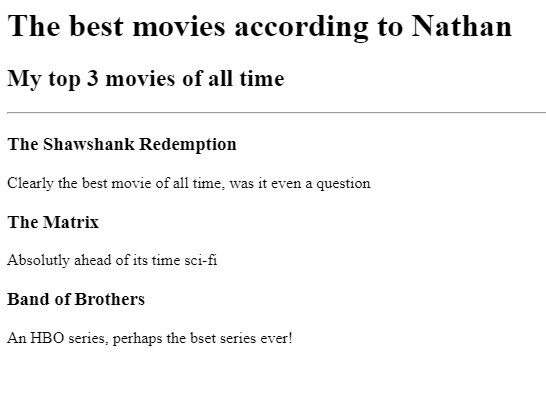 The best movies according to Nathan
My top 3 movies of all time
The Shawshank Redemption
Clearly the best movie of all time, was it even a question
The Matrix
Absolutly ahead of its time sci-fi
Band of Brothers
An HBO series, perhaps the bset series ever!